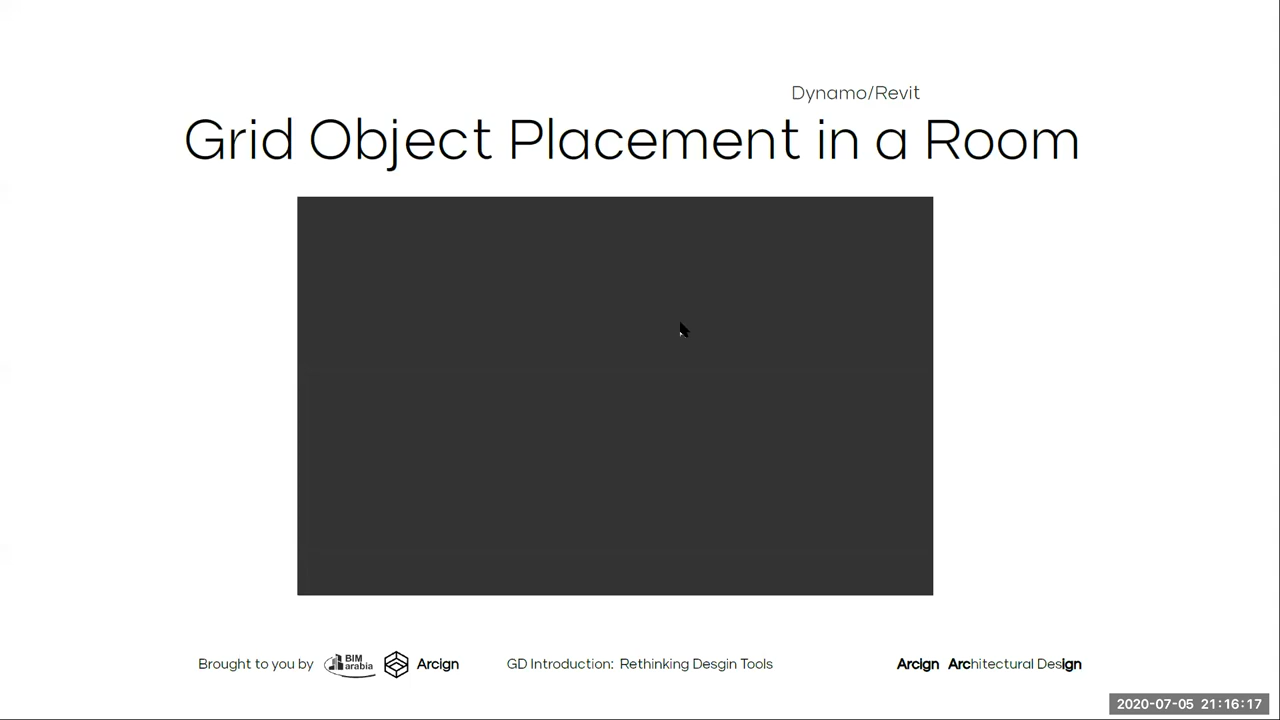 Dynamo/Revit
Grid Object Placement in a Room
Brought to you by BIM arabia Arcign GD Introduction: Rethinking Desgin Tools Arcign Architectural Design
2020-07-05 21:16:17